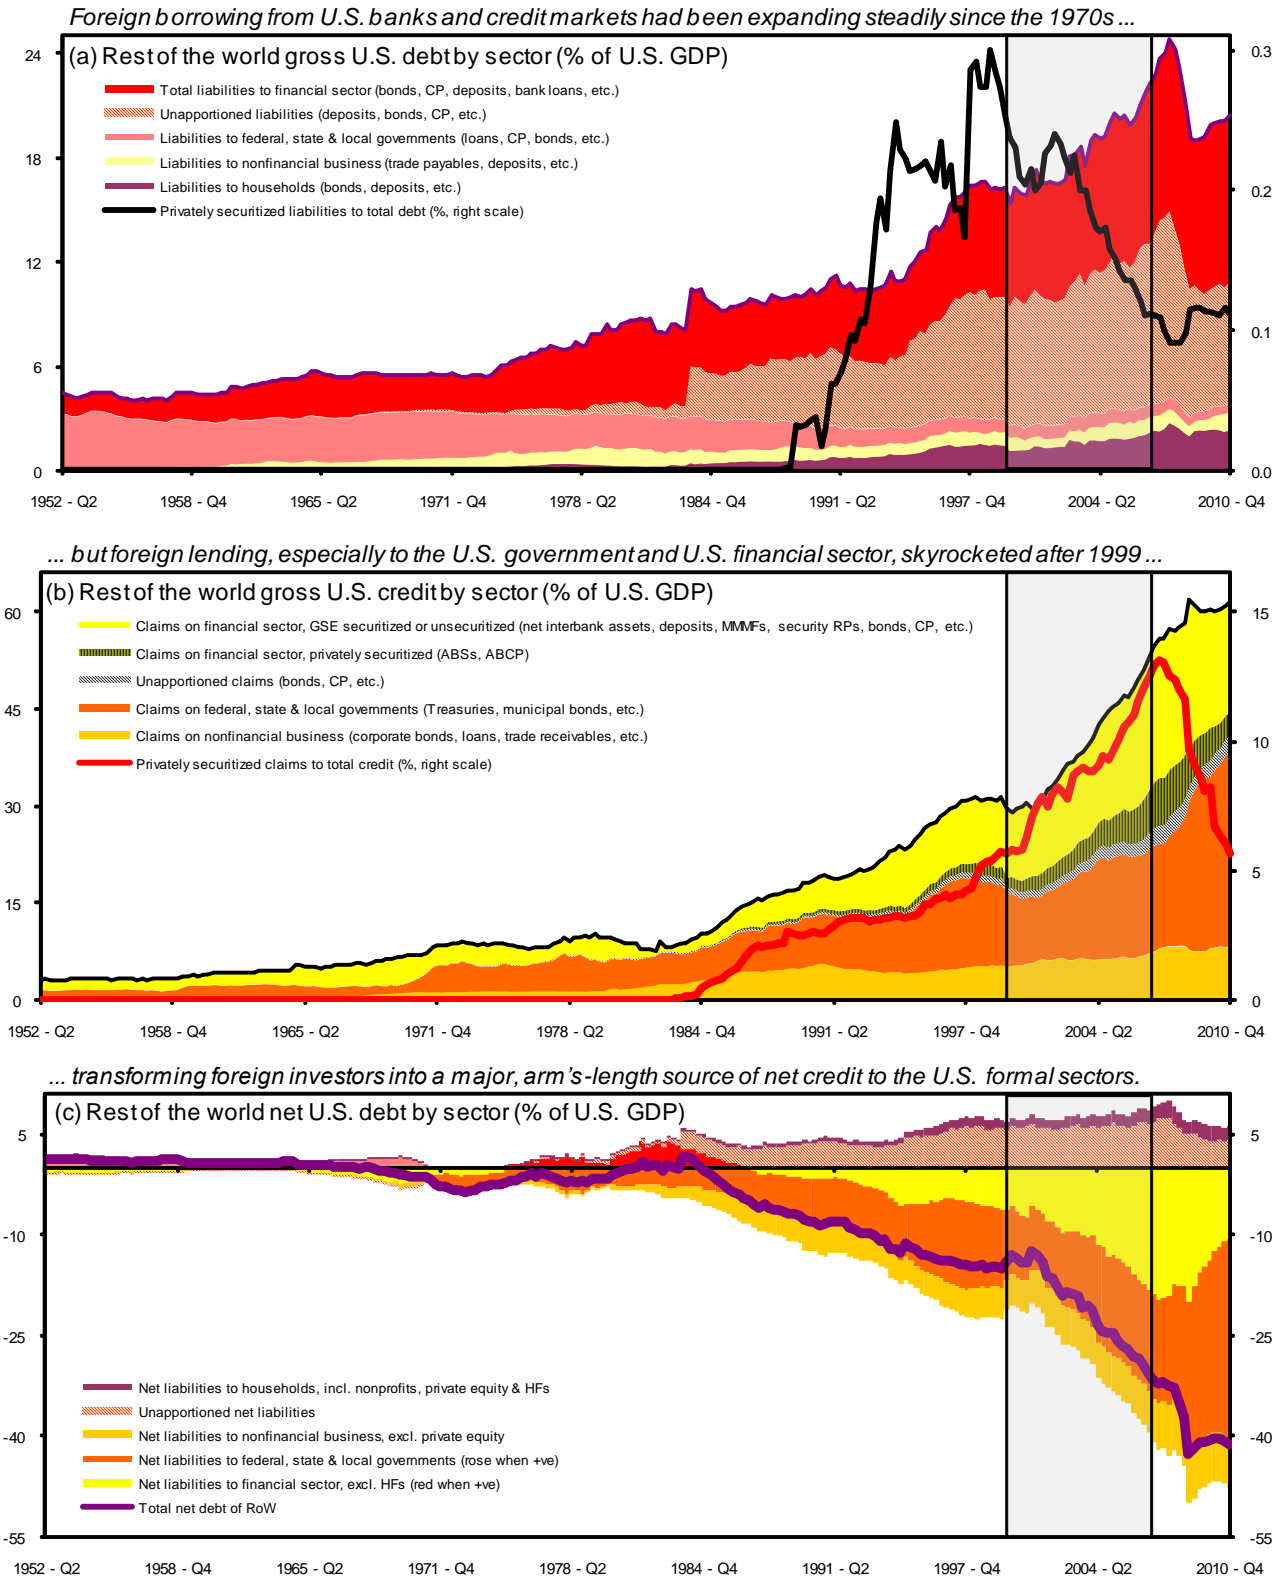 Foreign borrowing from U.S. banks and credit markets had been expanding steadily since the 1970s ...
(a) Rest of the world gross U.S. debt by sector (% of U.S. GDP)
Total liabilities to financial sector (bonds, CP, deposits, bank loans, etc.)
Unapportioned liabilities (deposits, bonds, CP, etc.)
Liabilities to federal, state & local governments (loans, CP, bonds, etc.)
Liabilities to nonfinancial business (trade payables, deposits, etc.)
Liabilities to households (bonds, deposits, etc.)
Privately securitized liabilities to total debt (%, right scale)
24
18
12
6
0
0.3
0.2
0.1
0.0
1952 - Q2 1958 - Q4 1965 - Q2 1971 - Q4 1978 - Q2 1984 - Q4 1991 - Q2 1997 - Q4 2004 - Q2 2010 - Q4
... but foreign lending, especially to the U.S. government and U.S. financial sector, skyrocketed after 1999 ...
(b) Rest of the world gross U.S. credit by sector (% of U.S. GDP)
Claims on financial sector, GSE securitized or unsecuritized (net interbank assets, deposits, MMMFs, security RPs, bonds, CP, etc.)
Claims on financial sector, privately securitized (ABSs, ABCP)
Unapportioned claims (bonds, CP, etc.)
Claims on federal, state & local governments (Treasuries, municipal bonds, etc.)
Claims on nonfinancial business (corporate bonds, loans, trade receivables, etc.)
Privately securitized claims to total credit (%, right scale)
60
45
30
15
0
15
10
5
0
1952 - Q2 1958 - Q4 1965 - Q2 1971 - Q4 1978 - Q2 1984 - Q4 1991 - Q2 1997 - Q4 2004 - Q2 2010 - Q4
... transforming foreign investors into a major, arm's-length source of net credit to the U.S. formal sectors.
(c) Rest of the world net U.S. debt by sector (% of U.S. GDP)
5
-10
-25
-40
-55
5
-10
-25
-40
-55
Net liabilities to households, incl. nonprofits, private equity & HFs
Unapportioned net liabilities
Net liabilities to nonfinancial business, excl. private equity
Net liabilities to federal, state & local governments (rose when +ve)
Net liabilities to financial sector, excl. HFs (red when +ve)
Total net debt of RoW
1952 - Q2 1958 - Q4 1965 - Q2 1971 - Q4 1978 - Q2 1984 - Q4 1991 - Q2 1997 - Q4 2004 - Q2 2010 - Q4